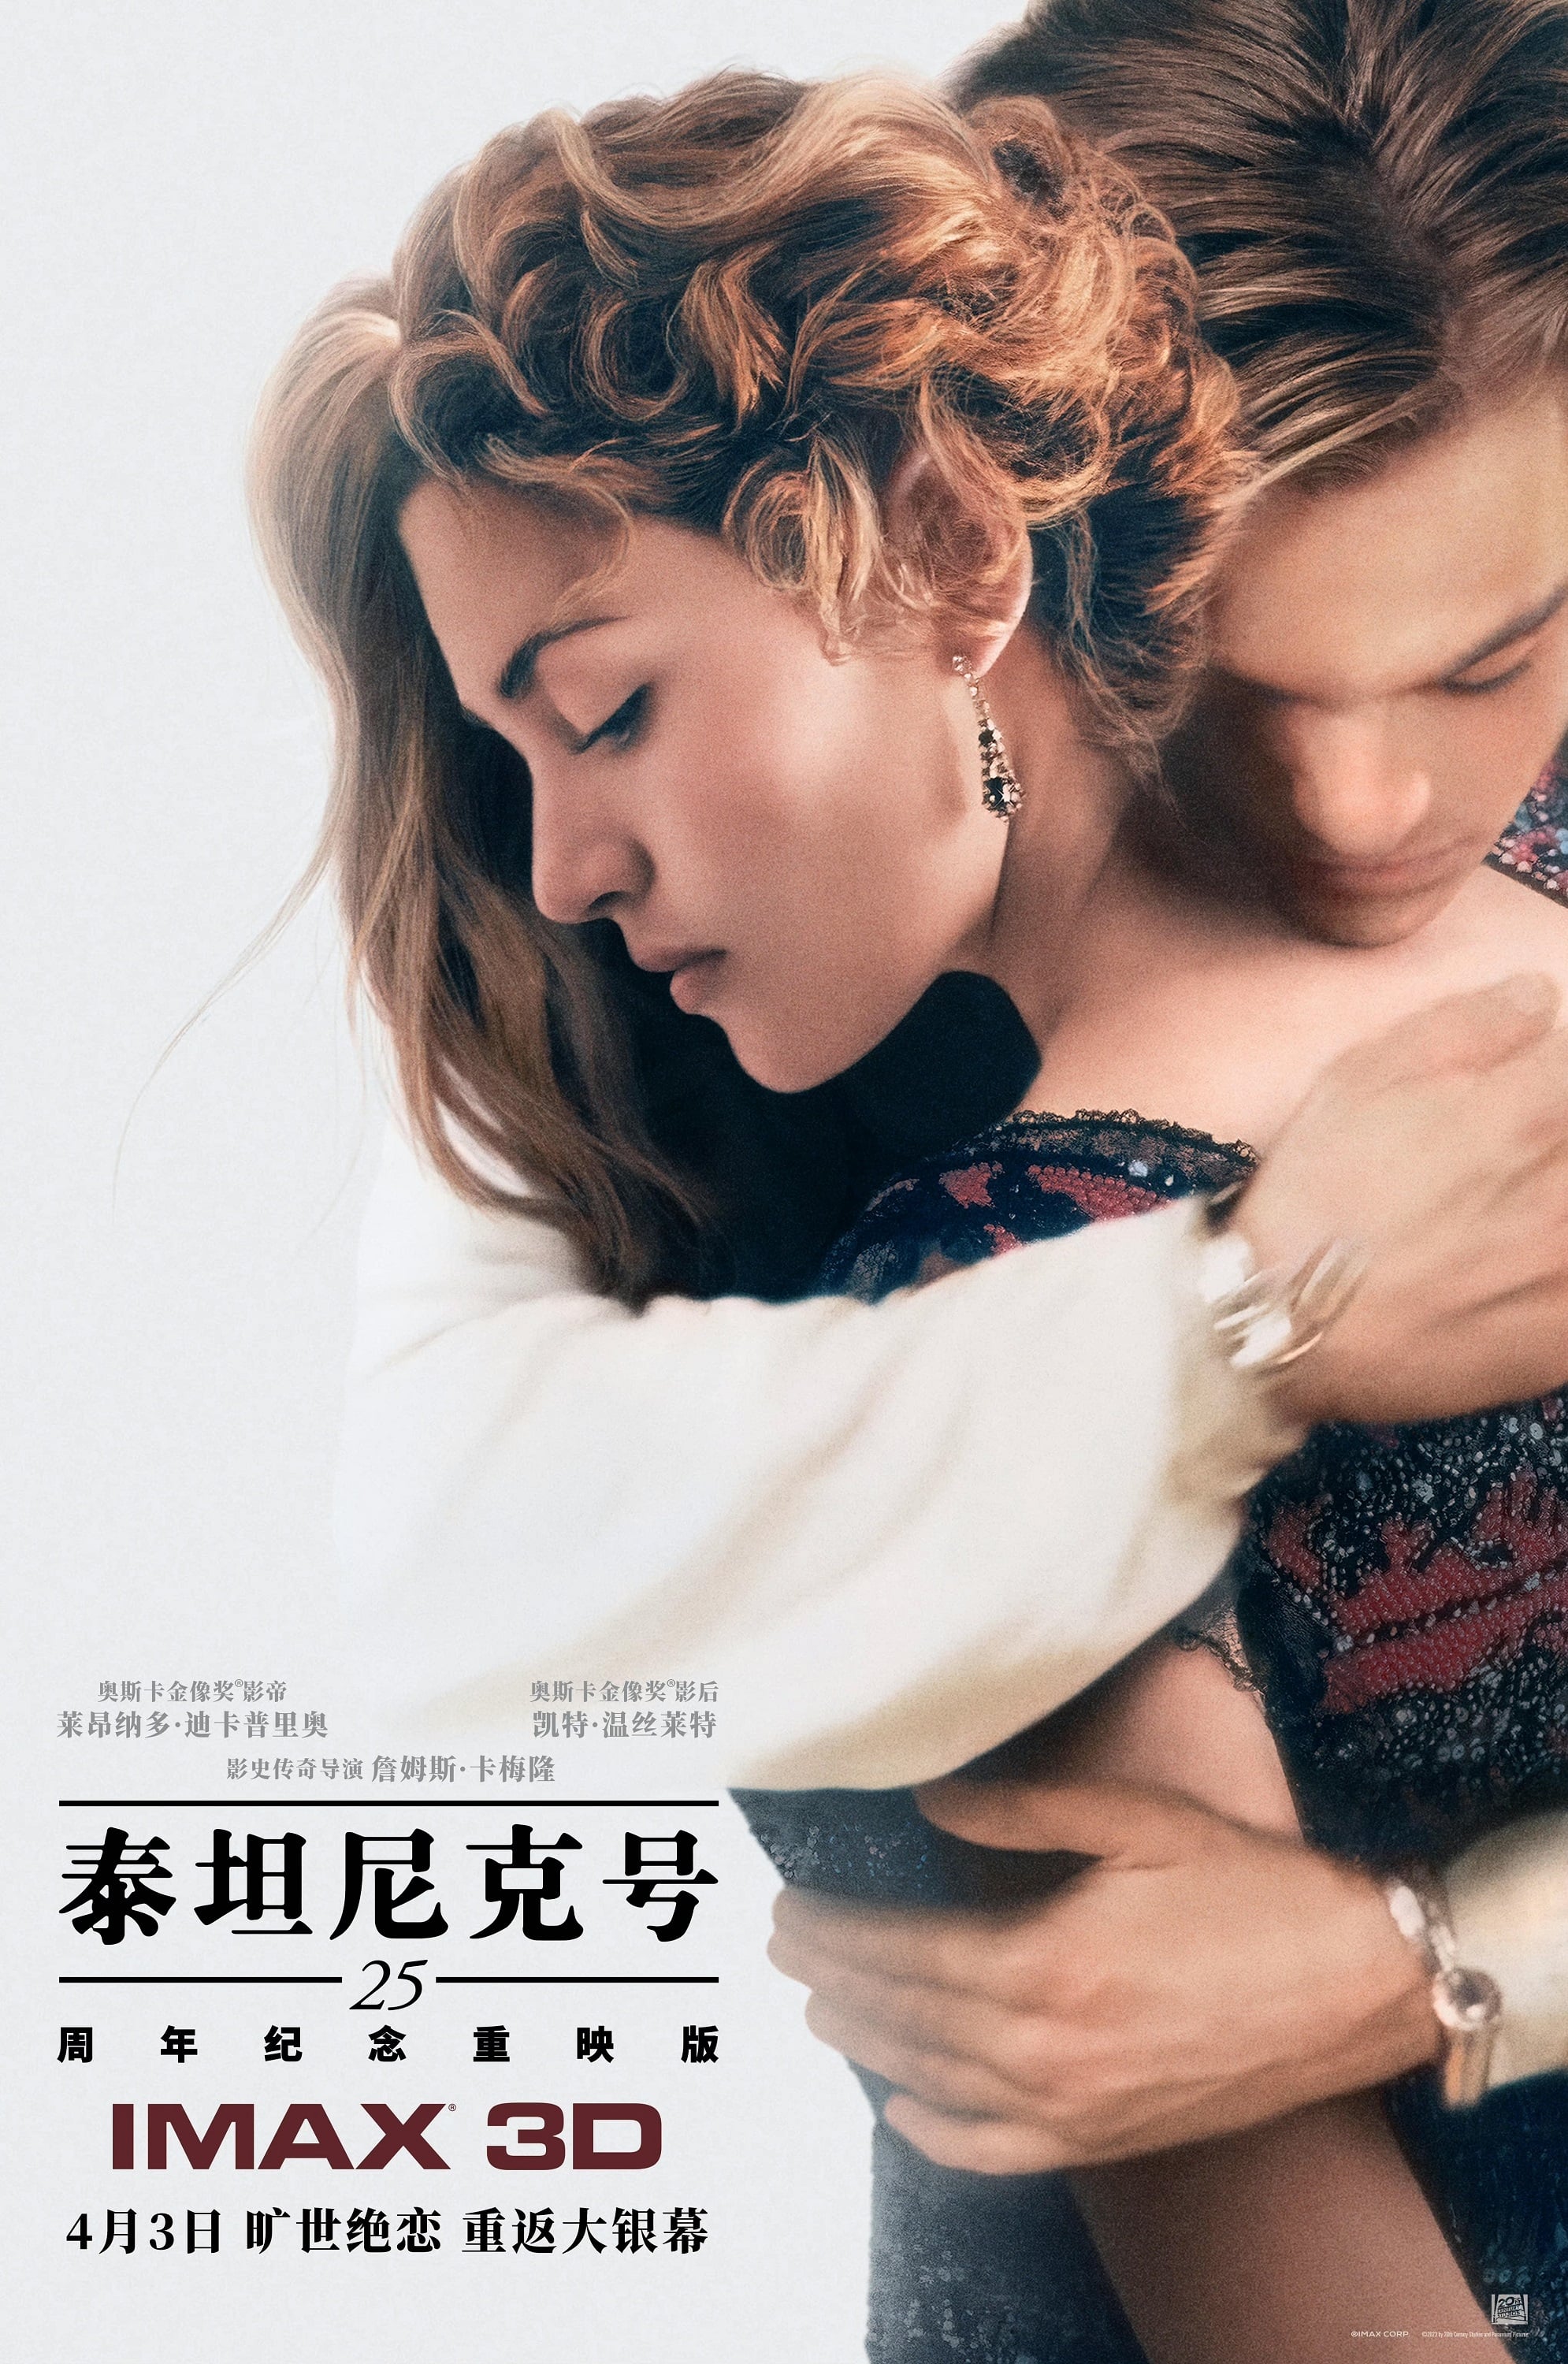 奥斯卡金像奖®影帝 奥斯卡金像奖®影后
莱昂纳多·迪卡普里奥 凯特·温丝莱特
影史传奇导演 詹姆斯·卡梅隆
泰坦尼克号
25
周年纪念重映版
IMAX® 3D
4月3日 旷世绝恋 重返大银幕
®IMAX CORP.